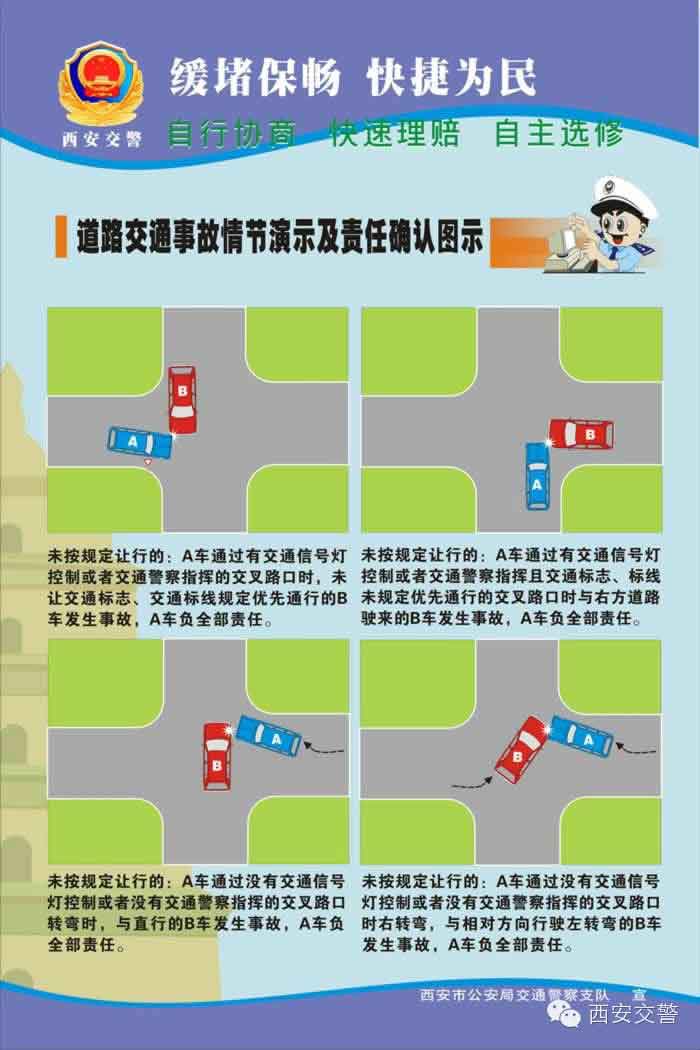 缓堵保畅 快捷为民
西安交警
自行协商 快速理赔 自主选修
道路交通事故情节演示及责任确认图示
B
A
B
A
未按规定让行的：A车通过有交通信号灯
控制或者交通警察指挥的交叉路口时，未
让交通标志、交通标线规定优先通行的B
车发生事故，A车负全部责任。
未按规定让行的：A车通过有交通信号灯
控制或者交通警察指挥且交通标志、标线
未规定优先通行的交叉路口时与右方道路
驶来的B车发生事故，A车负全部责任。
B
A
B
A
未按规定让行的：A车通过没有交通信号
灯控制或者没有交通警察指挥的交叉路口
转弯时，与直行的B车发生事故，A车负
全部责任。
未按规定让行的：A车通过没有交通信号
灯控制或者没有交通警察指挥的交叉路口
时右转弯，与相对方向行驶左转弯的B车
发生事故，A车负全部责任。
西安市公安局交通警察支队 宣
西安交警